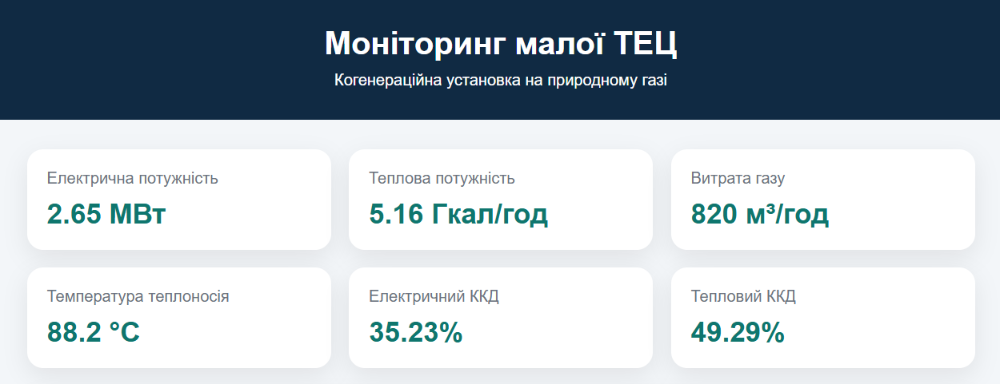 Моніторинг малої ТЕЦ
Когенераційна установка на природному газі
Електрична потужність
2.65 МВт
Теплова потужність
5.16 Гкал/год
Витрата газу
820 м³/год
Температура теплоносія
88.2 °C
Електричний ККД
35.23%
Тепловий ККД
49.29%